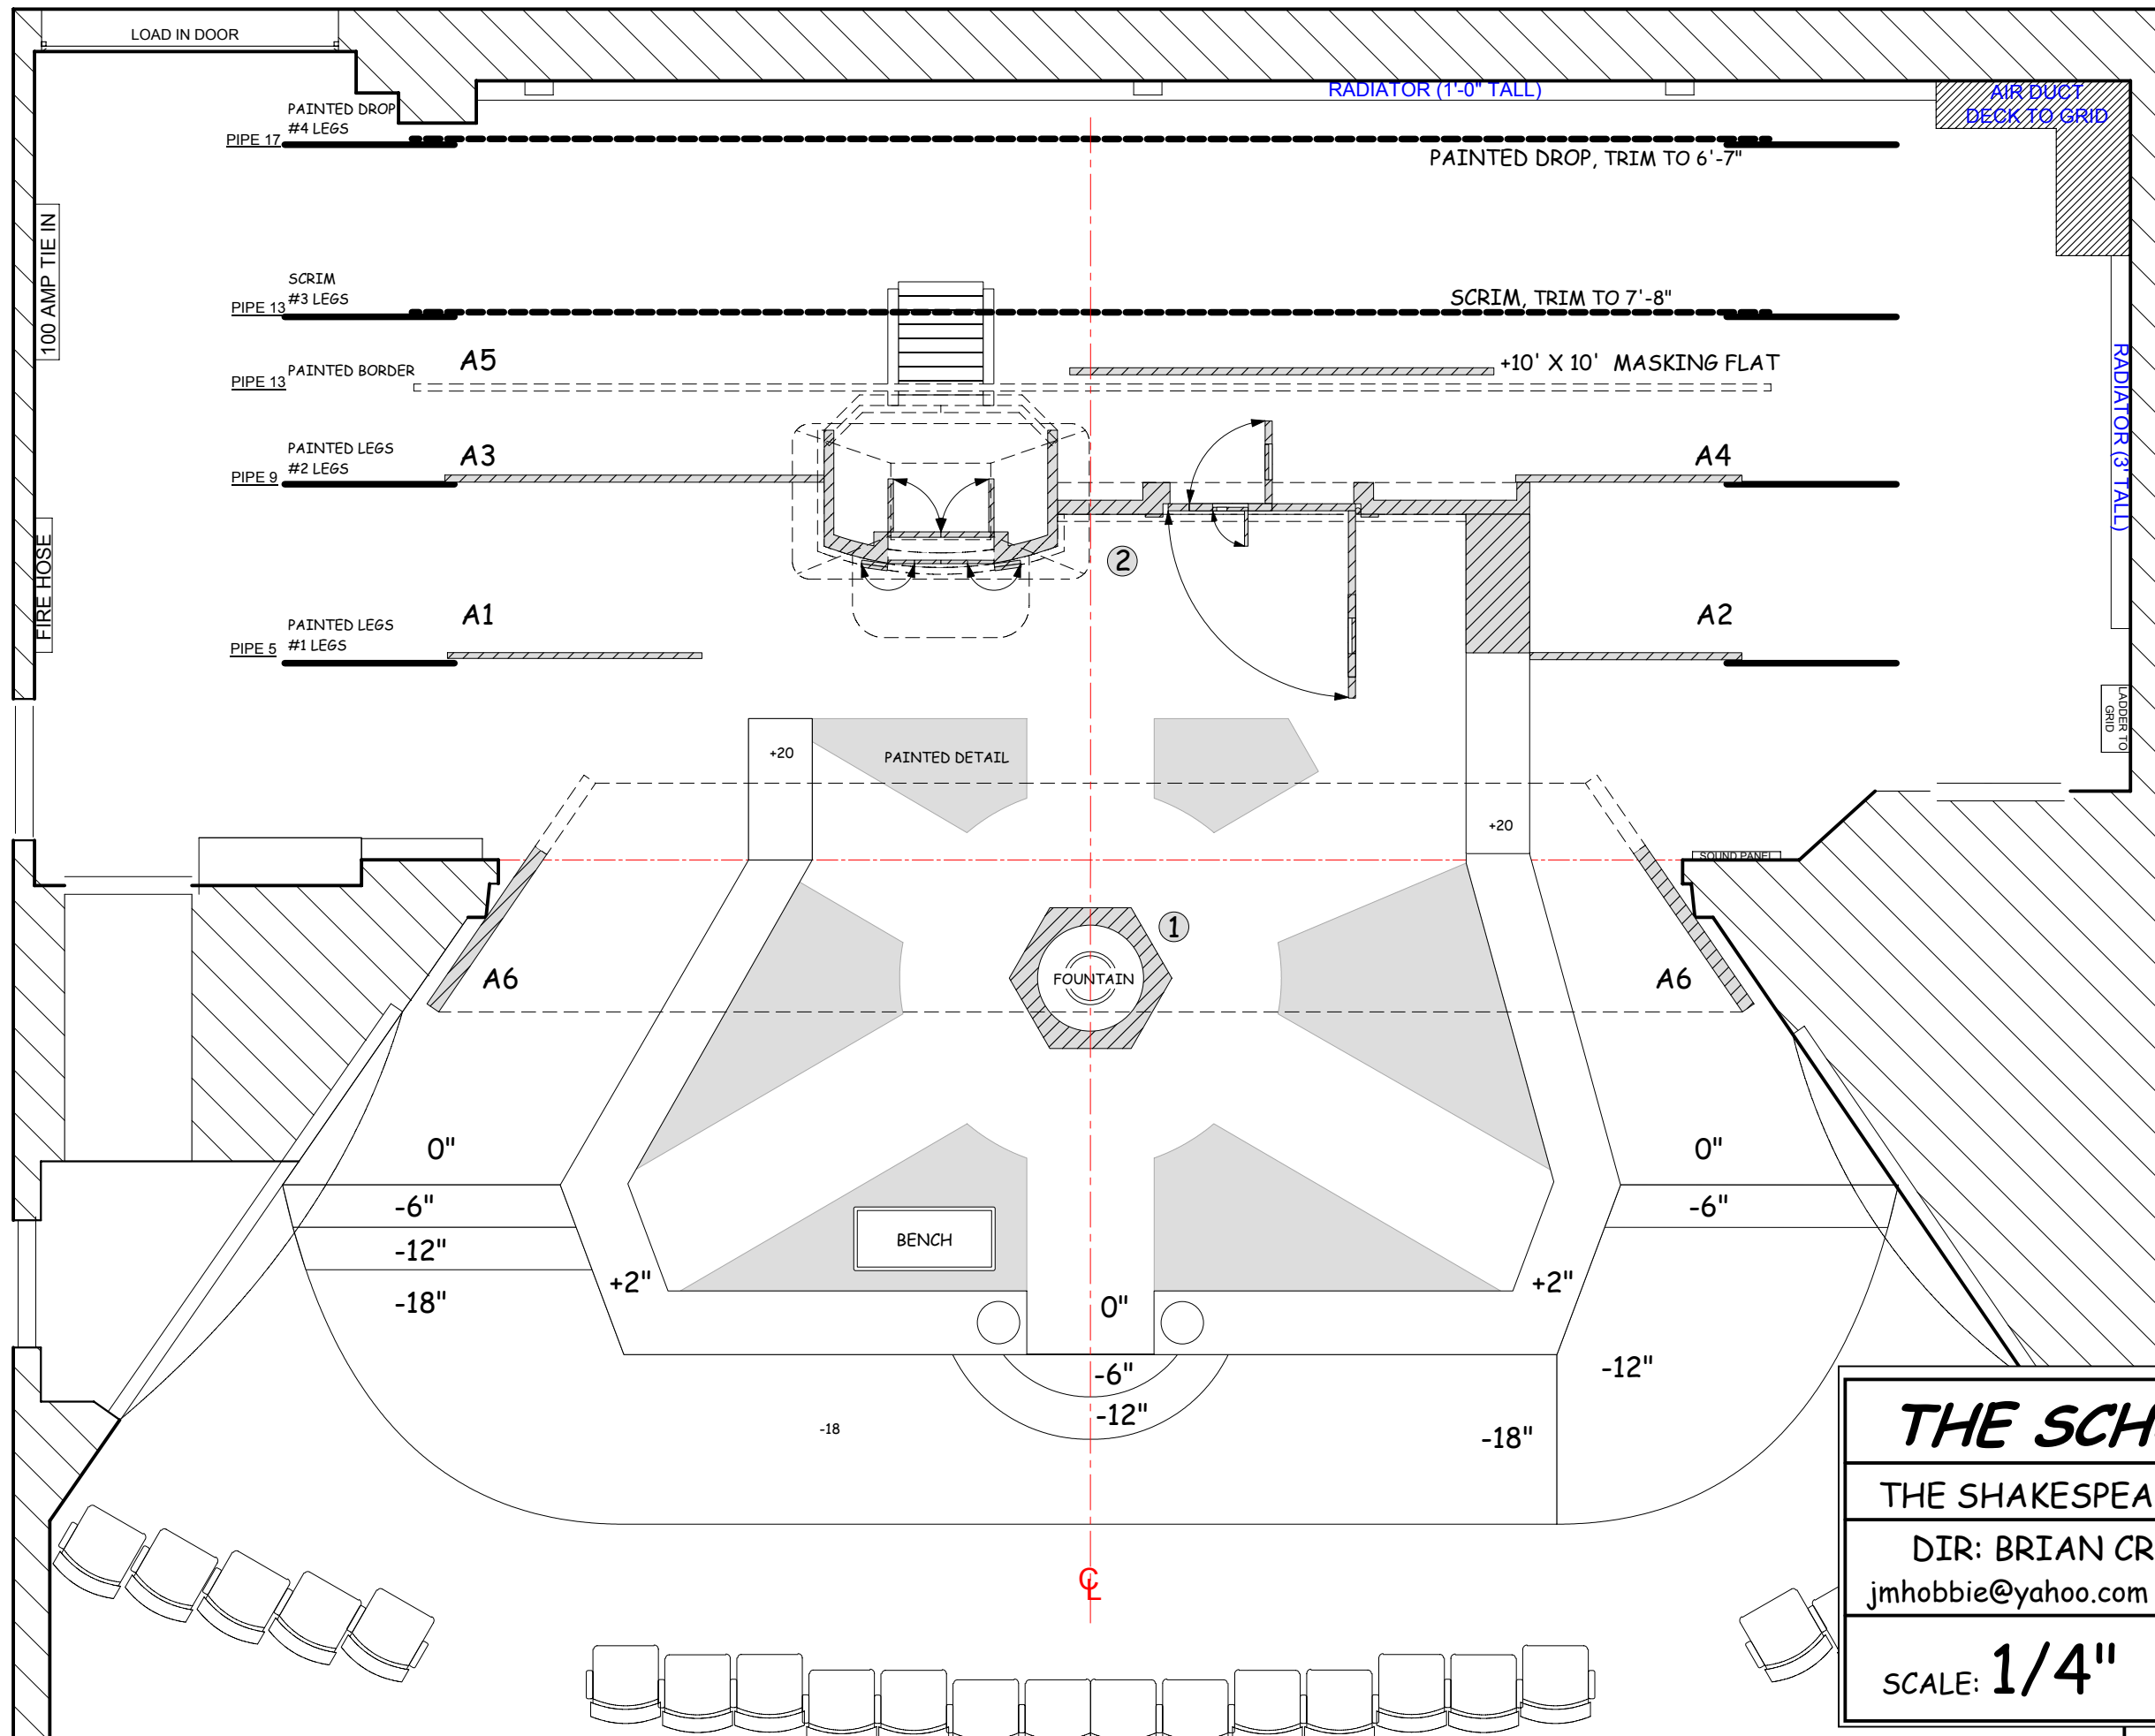 LOAD IN DOOR
RADIATOR (1'-0" TALL)
AIR DUCT
DECK TO GRID
PAINTED DROP
#4 LEGS
PIPE 17
PAINTED DROP, TRIM TO 6'-7"
100 AMP TIE IN
SCRIM
#3 LEGS
PIPE 13
SCRIM, TRIM TO 7'-8"
A5
+10' X 10' MASKING FLAT
PAINTED BORDER
PIPE 13
RADIATOR (3' TALL)
PAINTED LEGS
#2 LEGS
PIPE 9
A3
A4
FIRE HOSE
2
PAINTED LEGS
#1 LEGS
PIPE 5
A1
A2
LADDER TO
GRID
+20
PAINTED DETAIL
+20
SOUND PANEL
1
FOUNTAIN
A6
A6
0"
0"
-6"
-6"
-12"
BENCH
-18"
+2"
+2"
0"
-6"
-12"
-12"
-18
-18"
CL
THE SCH
THE SHAKESPEA
DIR: BRIAN CR
jmhobbie@yahoo.com
SCALE: 1/4"